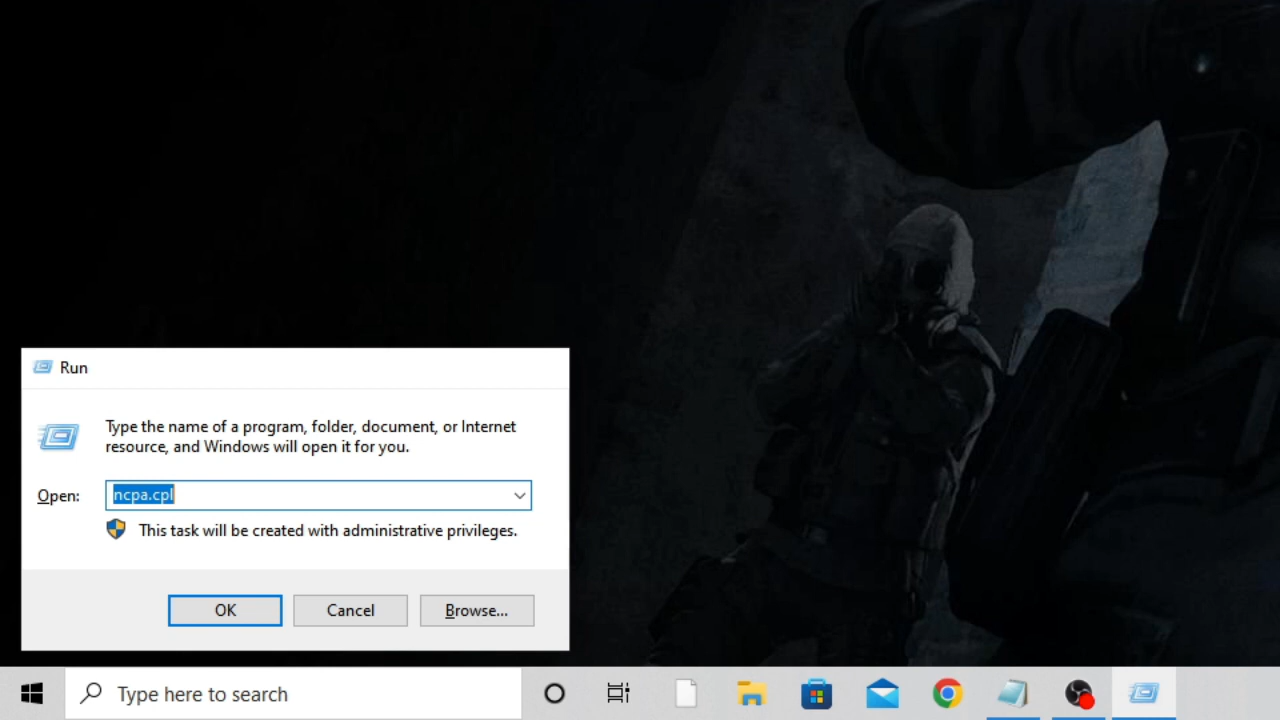 Run
Type the name of a program, folder, document, or Internet
resource, and Windows will open it for you.
Open:
ncpa.cpl
This task will be created with administrative privileges.
OK
Cancel
Browse...
Type here to search